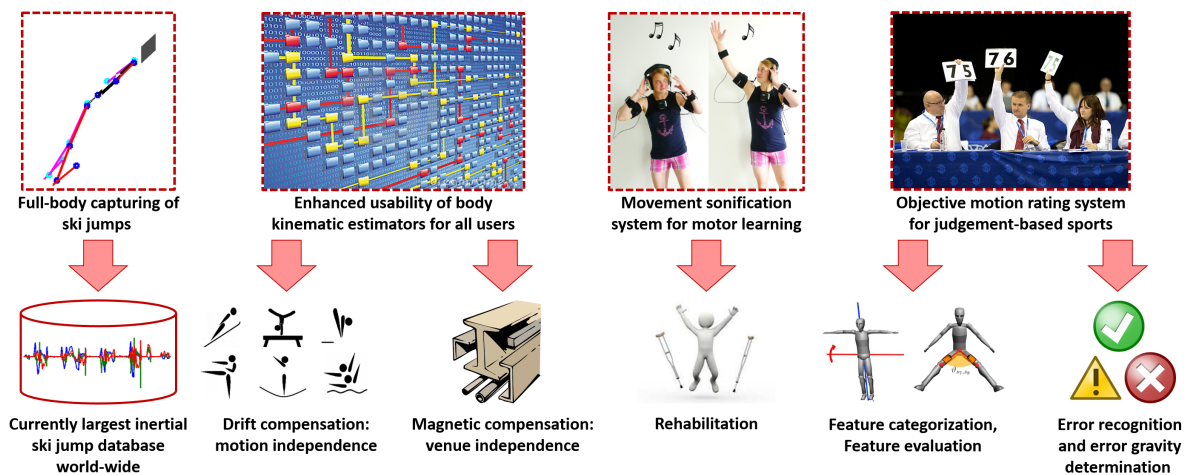 75
76
75
Full-body capturing of
ski jumps
Enhanced usability of body
kinematic estimators for all users
Movement sonification
system for motor learning
Objective motion rating system
for judgement-based sports
Currently largest inertial
ski jump database
world-wide
Drift compensation:
motion independence
Magnetic compensation:
venue independence
Rehabilitation
Feature categorization,
Feature evaluation
Error recognition
and error gravity
determination